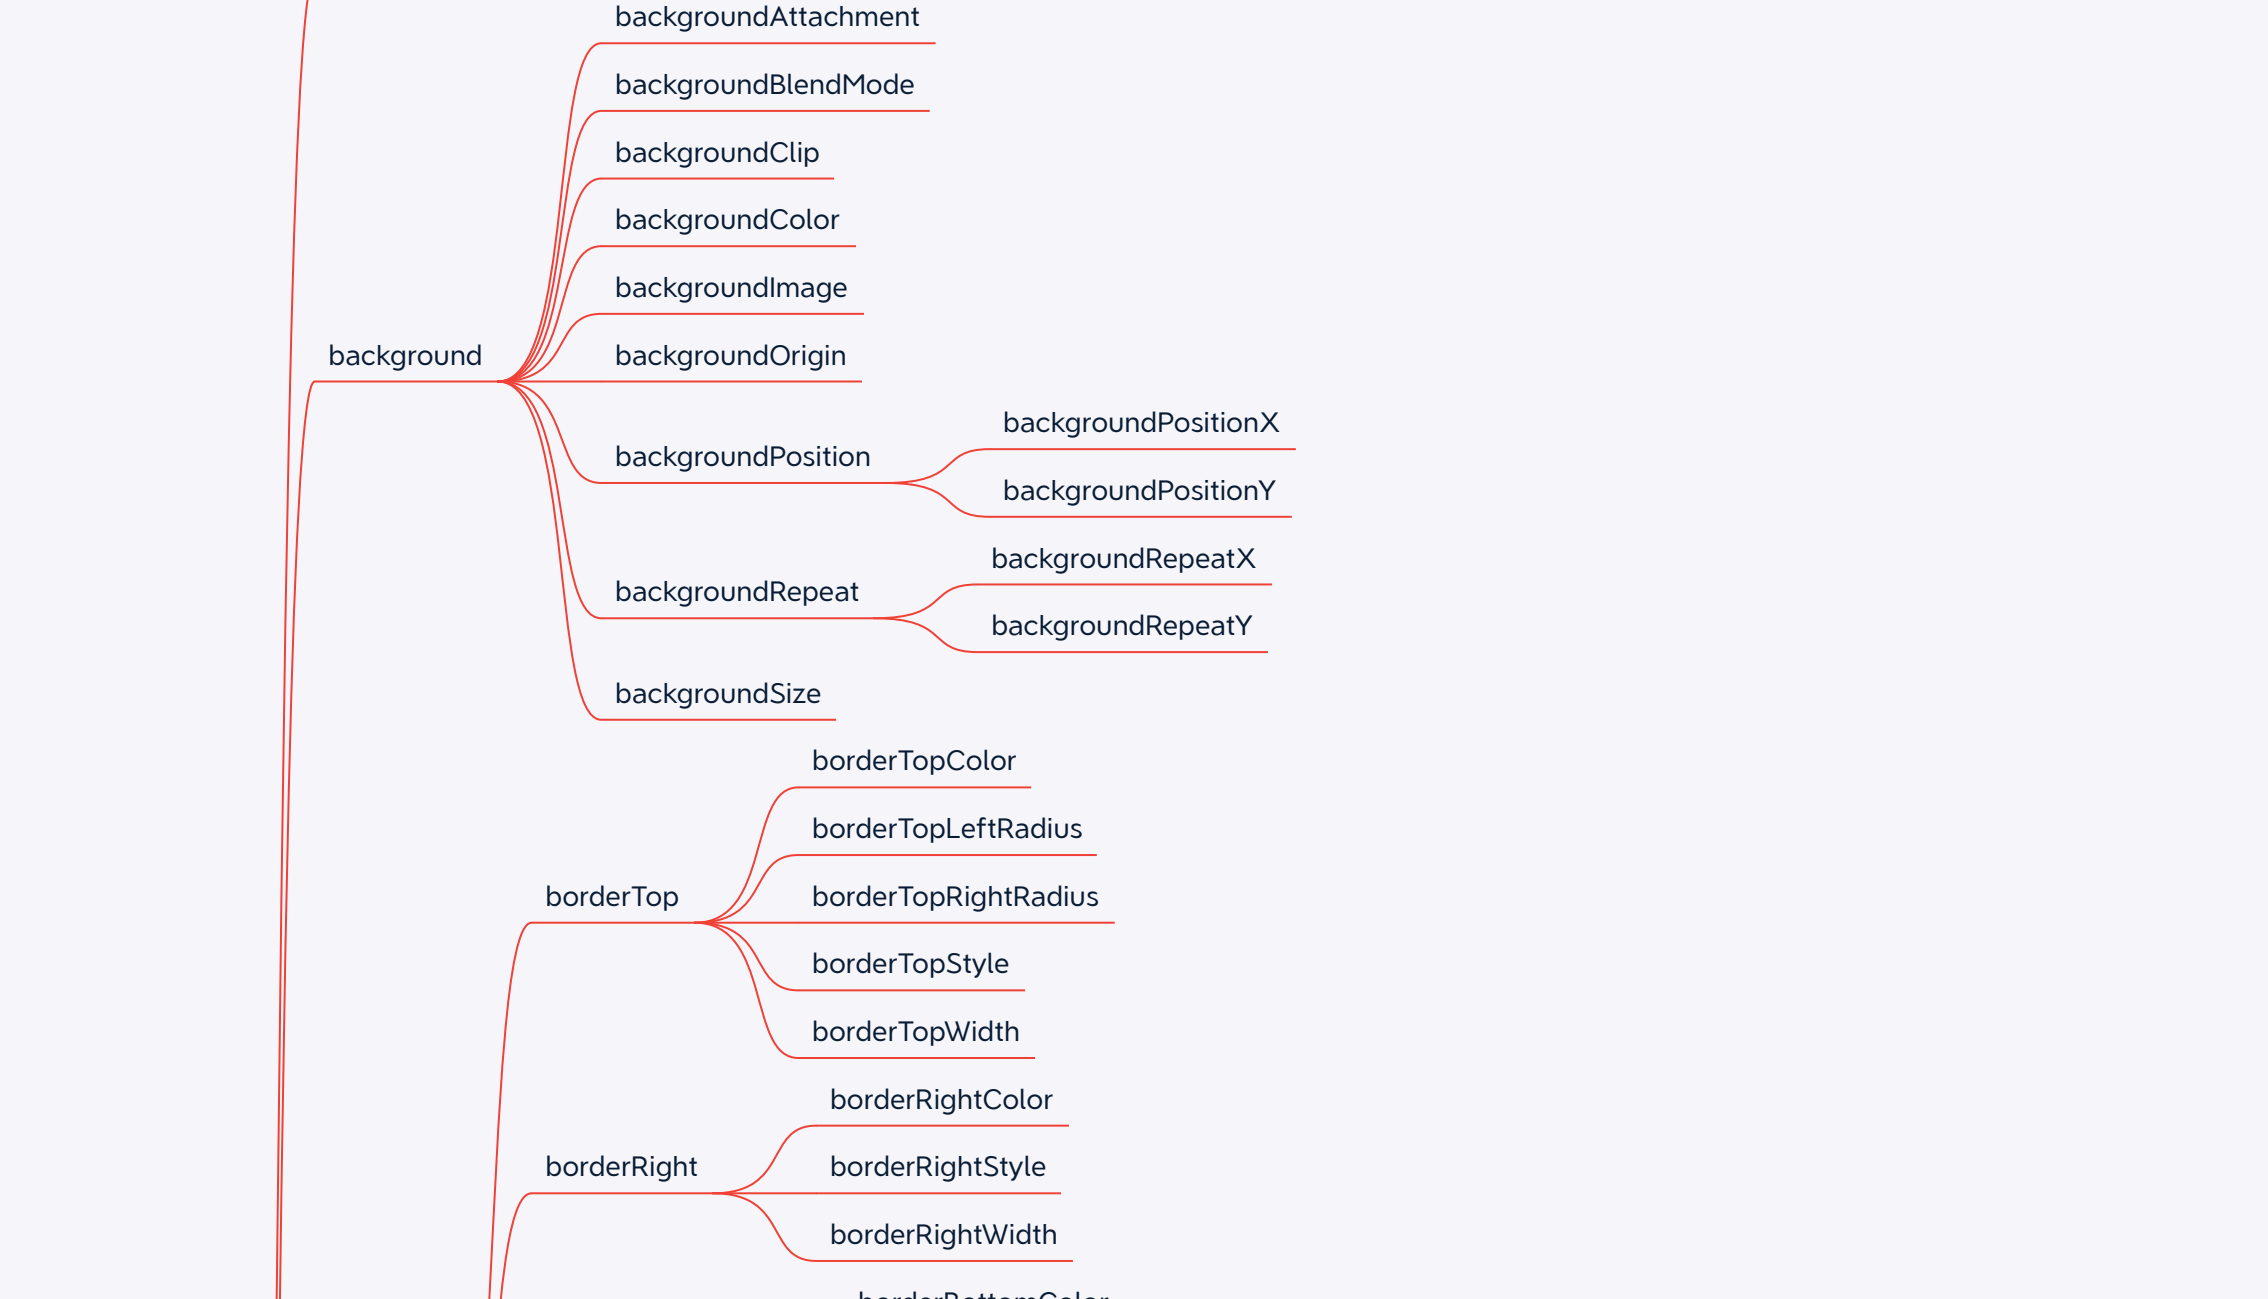 backgroundAttachment
backgroundBlendMode
backgroundClip
backgroundColor
backgroundImage
background
backgroundOrigin
backgroundPosition
backgroundPositionX
backgroundPositionY
backgroundRepeat
backgroundRepeatX
backgroundRepeatY
backgroundSize
borderTop
borderTopColor
borderTopLeftRadius
borderTopRightRadius
borderTopStyle
borderTopWidth
borderRight
borderRightColor
borderRightStyle
borderRightWidth
borderBottomColor